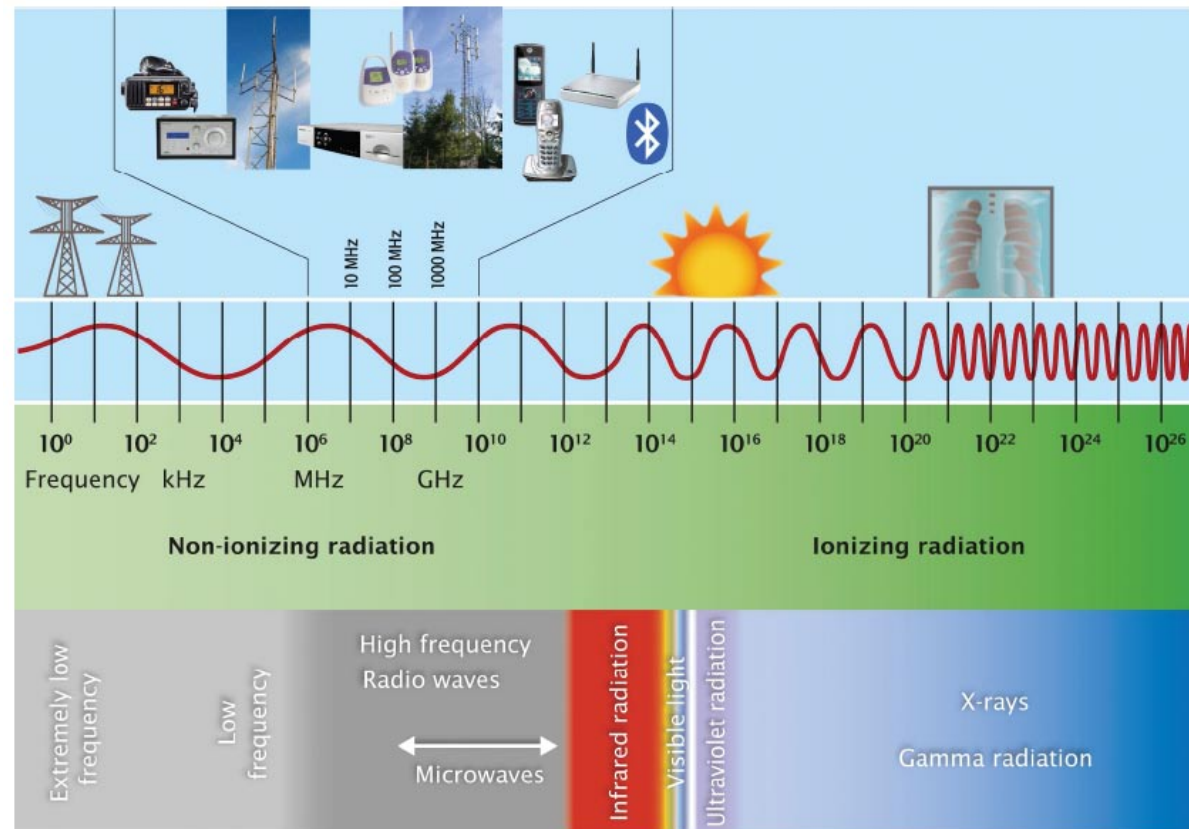 10 MHz
100 MHz
1000 MHz
10⁰ 10² 10⁴ 10⁶ 10⁸ 10¹⁰ 10¹² 10¹⁴ 10¹⁶ 10¹⁸ 10²⁰ 10²² 10²⁴ 10²⁶
Frequency kHz MHz GHz
Non-ionizing radiation Ionizing radiation
Extremely low
frequency
Low
frequency
High frequency
Radio waves
Microwaves
Infrared radiation
Visible light
Ultraviolet radiation
X-rays
Gamma radiation